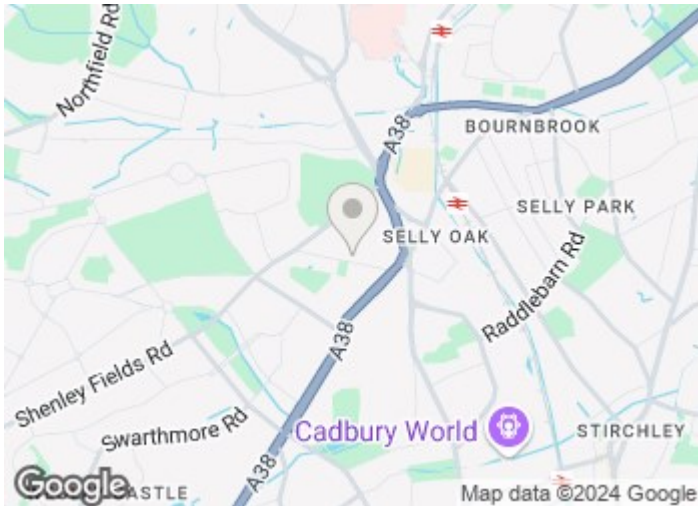 Northfield Rd
A38
BOURNBROOK
SELLY PARK
SELLY OAK
Raddlebarn Rd
A38
Shenley Fields Rd
Swarthmore Rd
Cadbury World
STIRCHLEY
A38
CASTLE
Google
Map data ©2024 Google